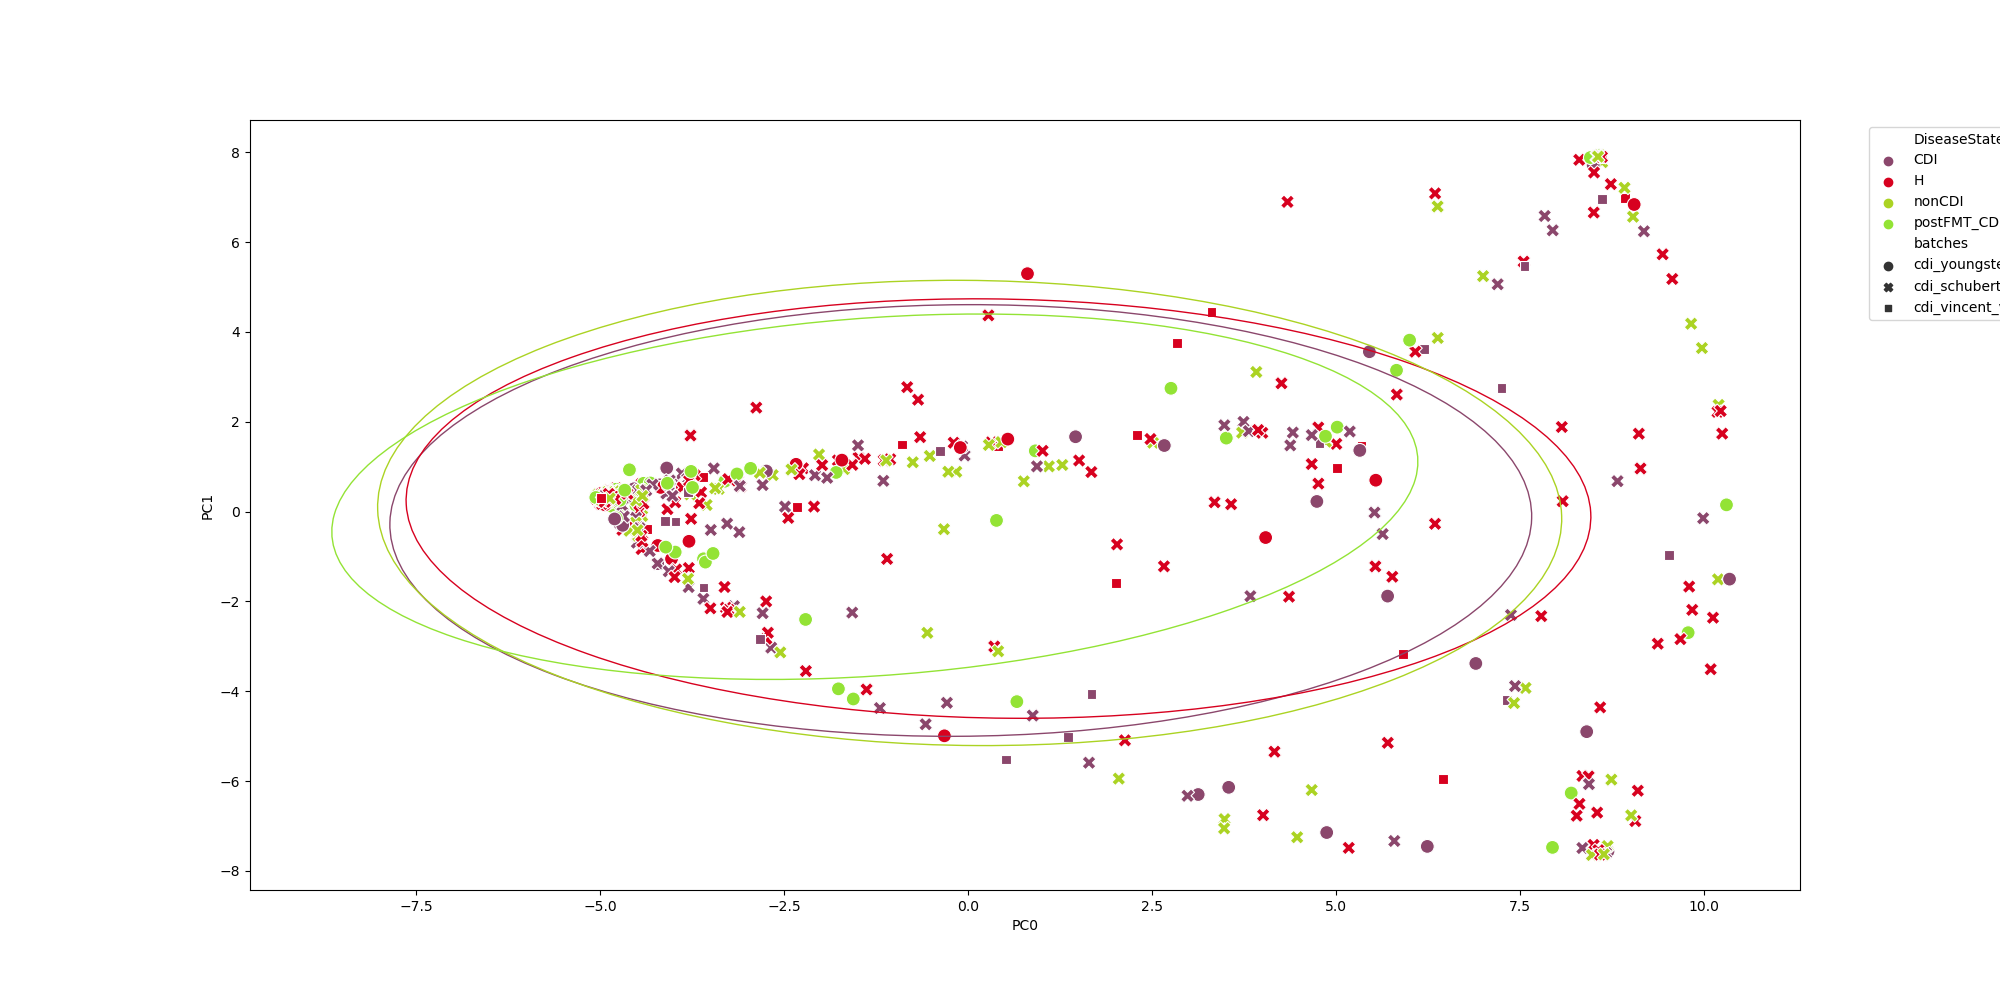 DiseaseState
CDI
H
nonCDI
postFMT_CD
batches
cdi_youngste
cdi_schubert
cdi_vincent_
8
6
4
2
0
−2
−4
−6
−8
PC1
−7.5 −5.0 −2.5 0.0 2.5 5.0 7.5 10.0
PC0